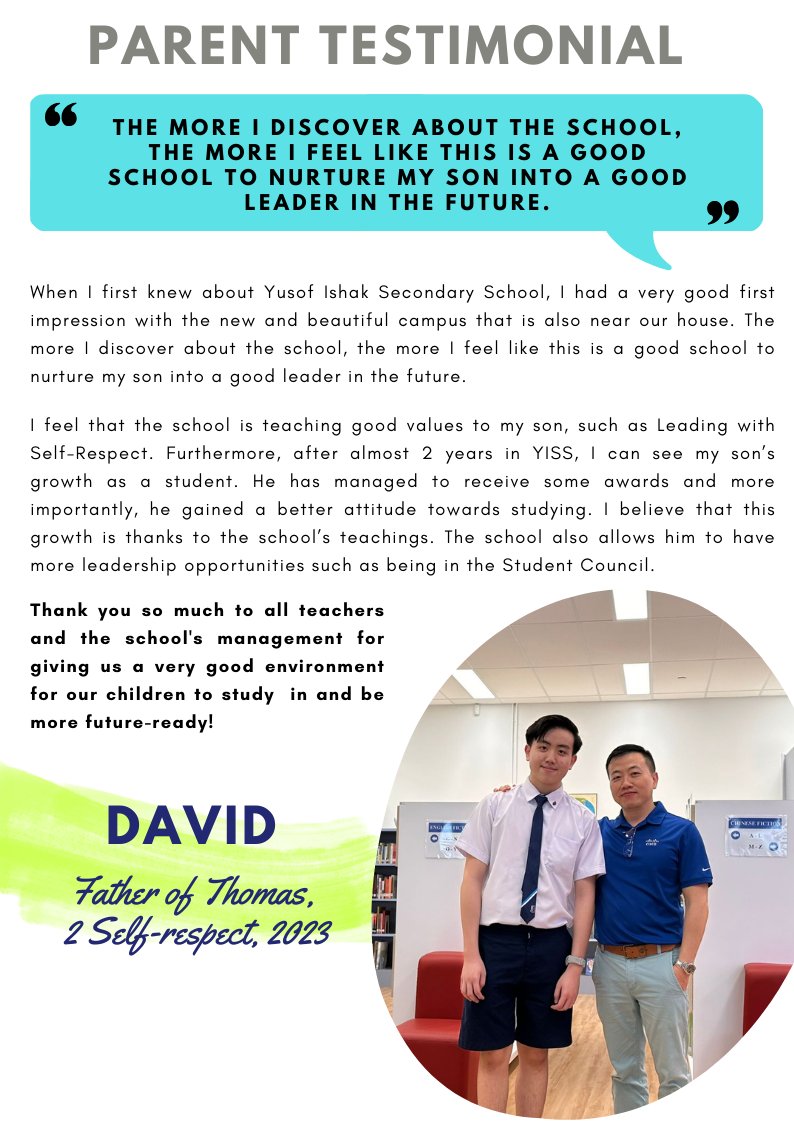 PARENT TESTIMONIAL
“
THE MORE I DISCOVER ABOUT THE SCHOOL,
THE MORE I FEEL LIKE THIS IS A GOOD
SCHOOL TO NURTURE MY SON INTO A GOOD
LEADER IN THE FUTURE.
”
When I first knew about Yusof Ishak Secondary School, I had a very good first
impression with the new and beautiful campus that is also near our house. The
more I discover about the school, the more I feel like this is a good school to
nurture my son into a good leader in the future.
I feel that the school is teaching good values to my son, such as Leading with
Self-Respect. Furthermore, after almost 2 years in YISS, I can see my son’s
growth as a student. He has managed to receive some awards and more
importantly, he gained a better attitude towards studying. I believe that this
growth is thanks to the school’s teachings. The school also allows him to have
more leadership opportunities such as being in the Student Council.
Thank you so much to all teachers
and the school's management for
giving us a very good environment
for our children to study in and be
more future-ready!
DAVID
Father of Thomas,
2 Self-respect, 2023
ENGLISH
CHINESE FICTION
A - L
M - Z
CISCO